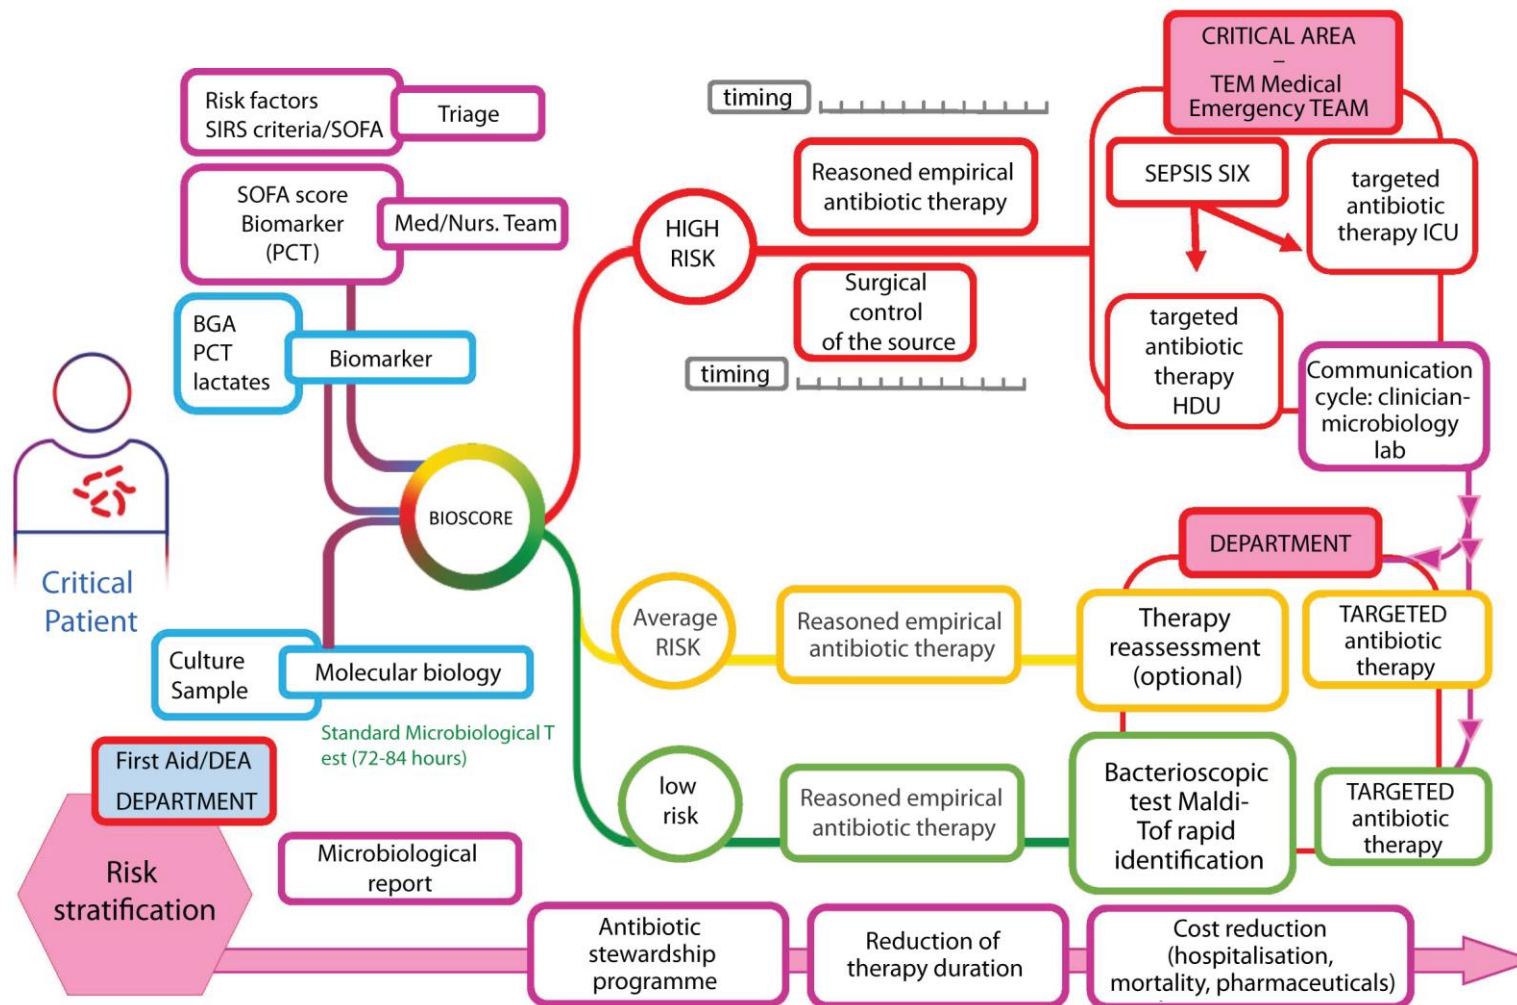 Risk factors
SIRS criteria/SOFA
Triage
SOFA score
Biomarker
(PCT)
Med/Nurs. Team
BGA
PCT
lactates
Biomarker
Critical
Patient
BIOSCORE
Culture
Sample
Molecular biology
Standard Microbiological T
est (72-84 hours)
First Aid/DEA
DEPARTMENT
Risk
stratification
Microbiological
report
timing
HIGH
RISK
Reasoned empirical
antibiotic therapy
Surgical
control
of the source
timing
CRITICAL AREA
–
TEM Medical
Emergency TEAM
SEPSIS SIX
targeted
antibiotic
therapy ICU
targeted
antibiotic
therapy
HDU
Communication
cycle: clinician-
microbiology
lab
DEPARTMENT
Average
RISK
Reasoned empirical
antibiotic therapy
Therapy
reassessment
(optional)
TARGETED
antibiotic
therapy
low
risk
Reasoned empirical
antibiotic therapy
Bacterioscopic
test Maldi-
Tof rapid
identification
TARGETED
antibiotic
therapy
Antibiotic
stewardship
programme
Reduction of
therapy duration
Cost reduction
(hospitalisation,
mortality, pharmaceuticals)